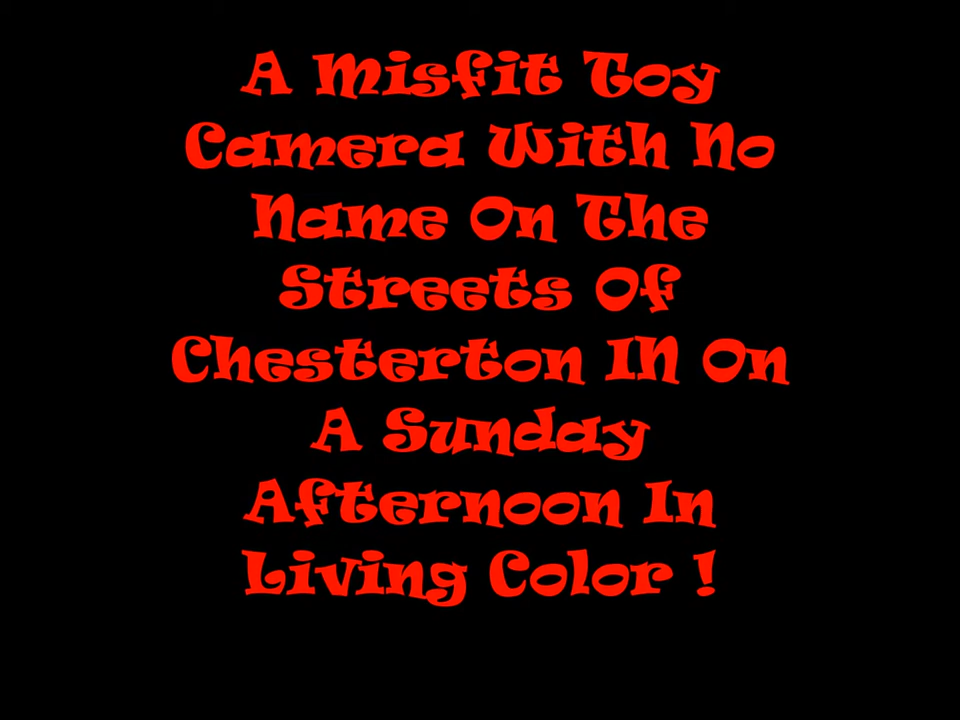 A Misfit Toy
Camera With No
Name On The
Streets Of
Chesterton IN On
A Sunday
Afternoon In
Living Color !